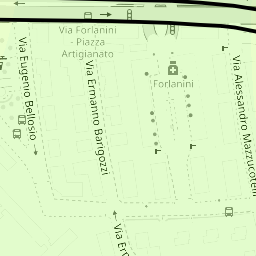 Via Forlanini
- Piazza
Artigianato
Forlanini
Via Eugenio Bellosio
Via Ermanno Barigozzi
Via Alessandro Mazzucotelli